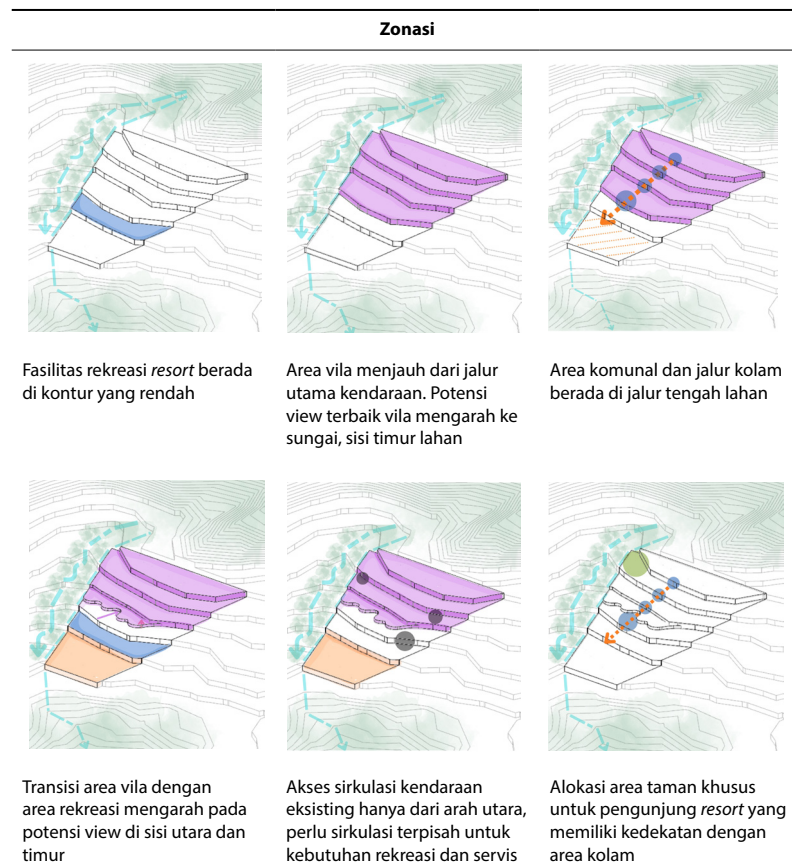 Zonasi
Fasilitas rekreasi resort berada
di kontur yang rendah
Area vila menjauh dari jalur
utama kendaraan. Potensi
view terbaik vila mengarah ke
sungai, sisi timur lahan
Area komunal dan jalur kolam
berada di jalur tengah lahan
Transisi area vila dengan
area rekreasi mengarah pada
potensi view di sisi utara dan
timur
Akses sirkulasi kendaraan
eksisting hanya dari arah utara,
perlu sirkulasi terpisah untuk
kebutuhan rekreasi dan servis
Alokasi area taman khusus
untuk pengunjung resort yang
memiliki kedekatan dengan
area kolam